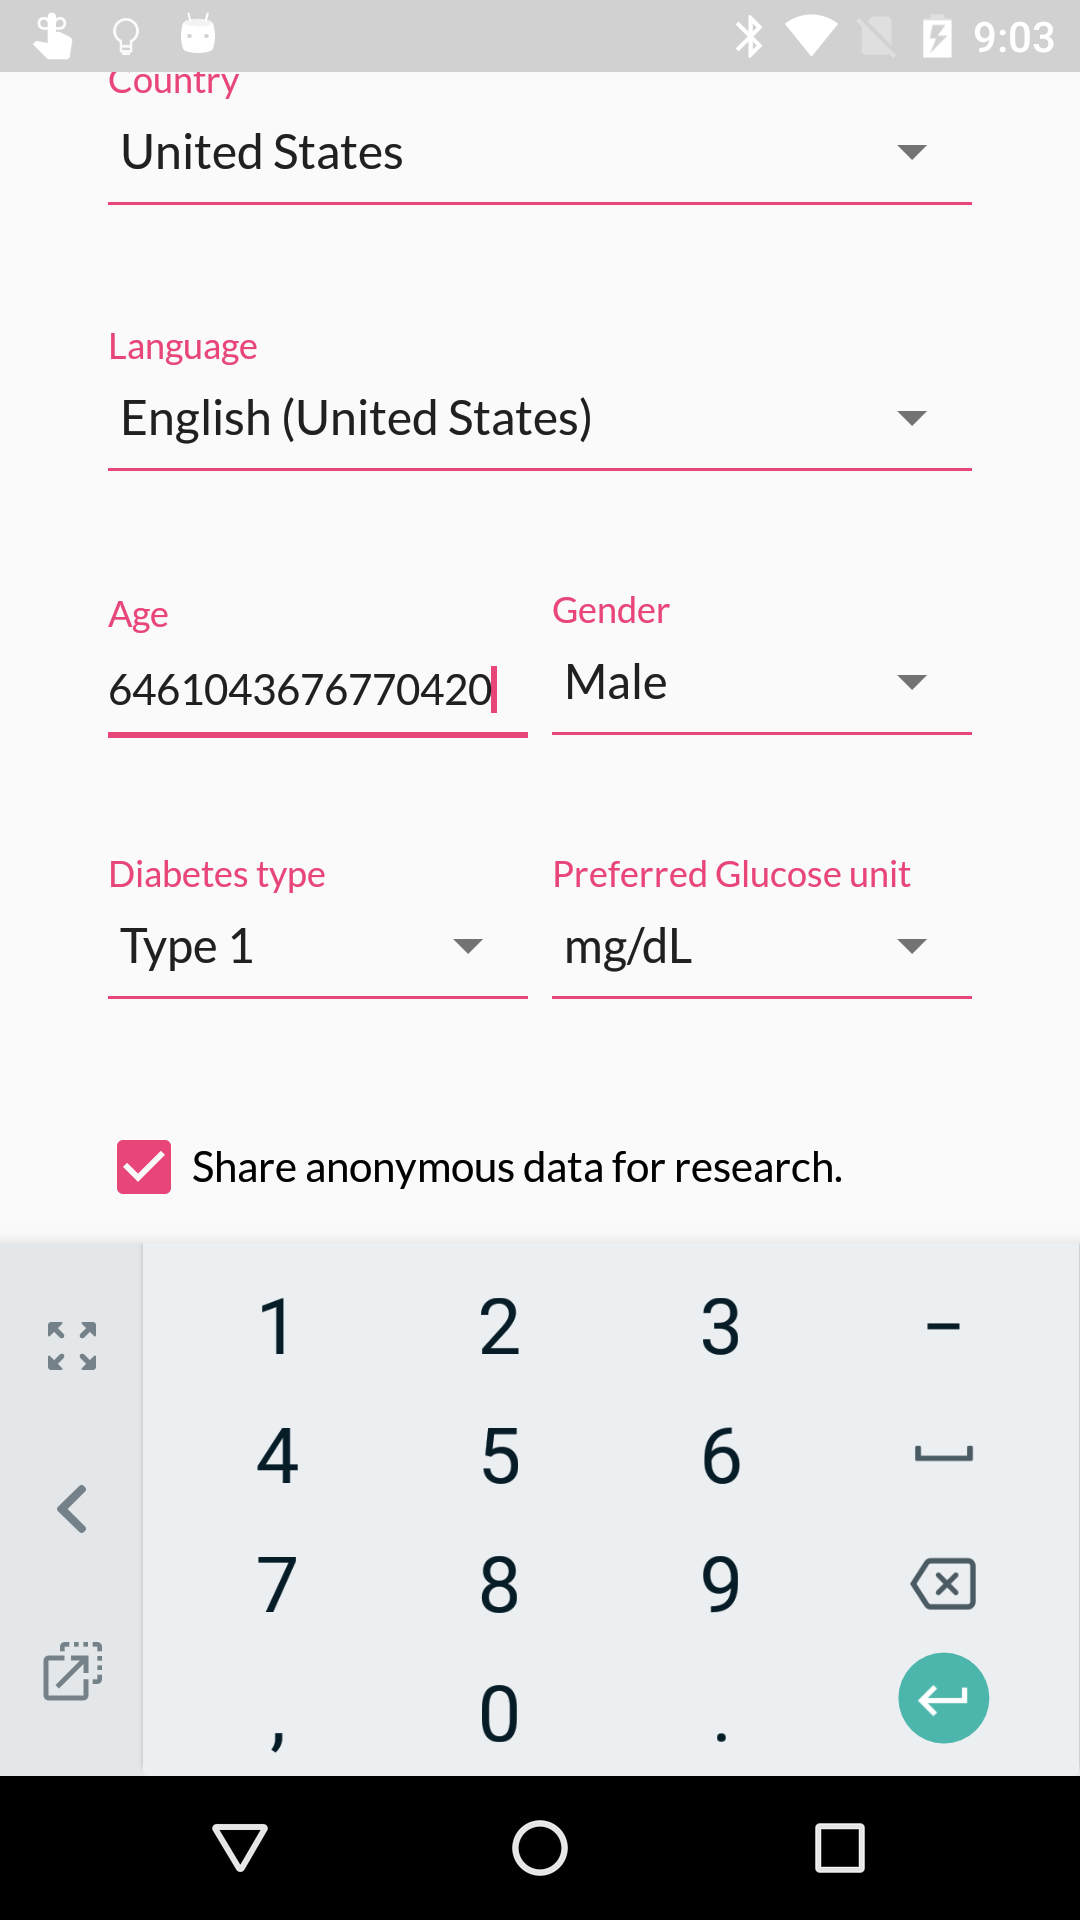 9:03
Country
United States
Language
English (United States)
Age
Gender
6461043676770420
Male
Diabetes type
Preferred Glucose unit
Type 1
mg/dL
Share anonymous data for research.
1 2 3 –
4 5 6
7 8 9
, 0 .